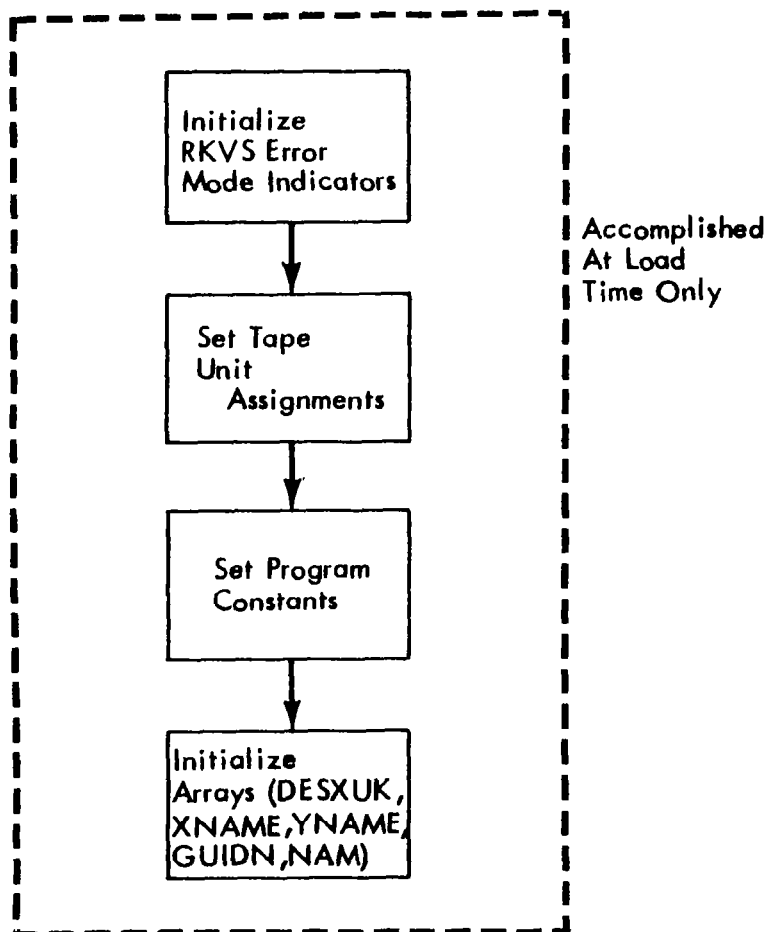 Initialize
RKVS Error
Mode Indicators
Accomplished
At Load
Time Only
Set Tape
Unit
Assignments
Set Program
Constants
Initialize
Arrays (DESXUK,
XNAME,YNAME,
GUIDN,NAM)